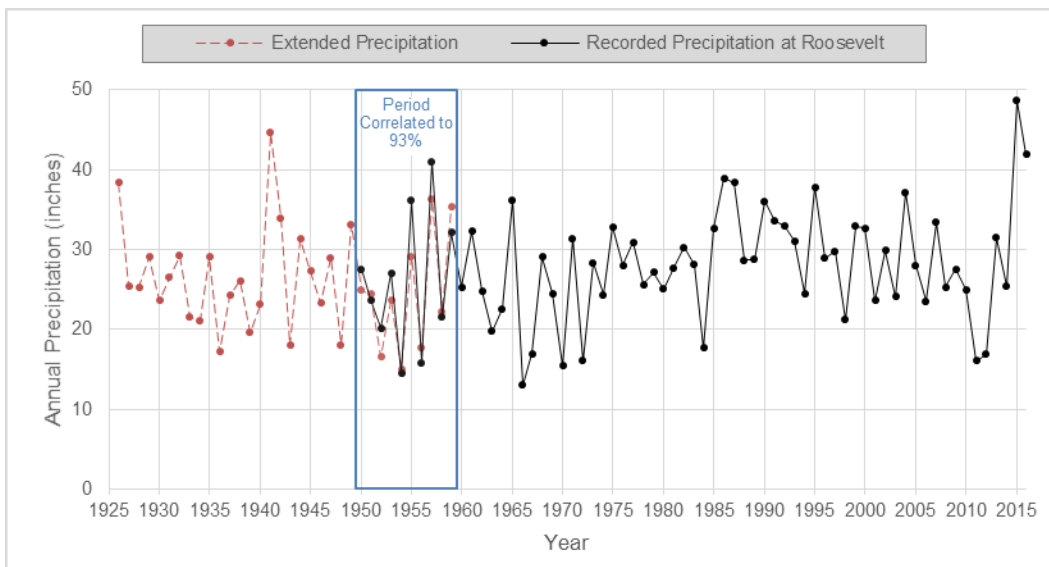 Extended Precipitation
Recorded Precipitation at Roosevelt
Annual Precipitation (inches)
50
40
30
20
10
0
Period
Correlated to
93%
1925 1930 1935 1940 1945 1950 1955 1960 1965 1970 1975 1980 1985 1990 1995 2000 2005 2010 2015
Year